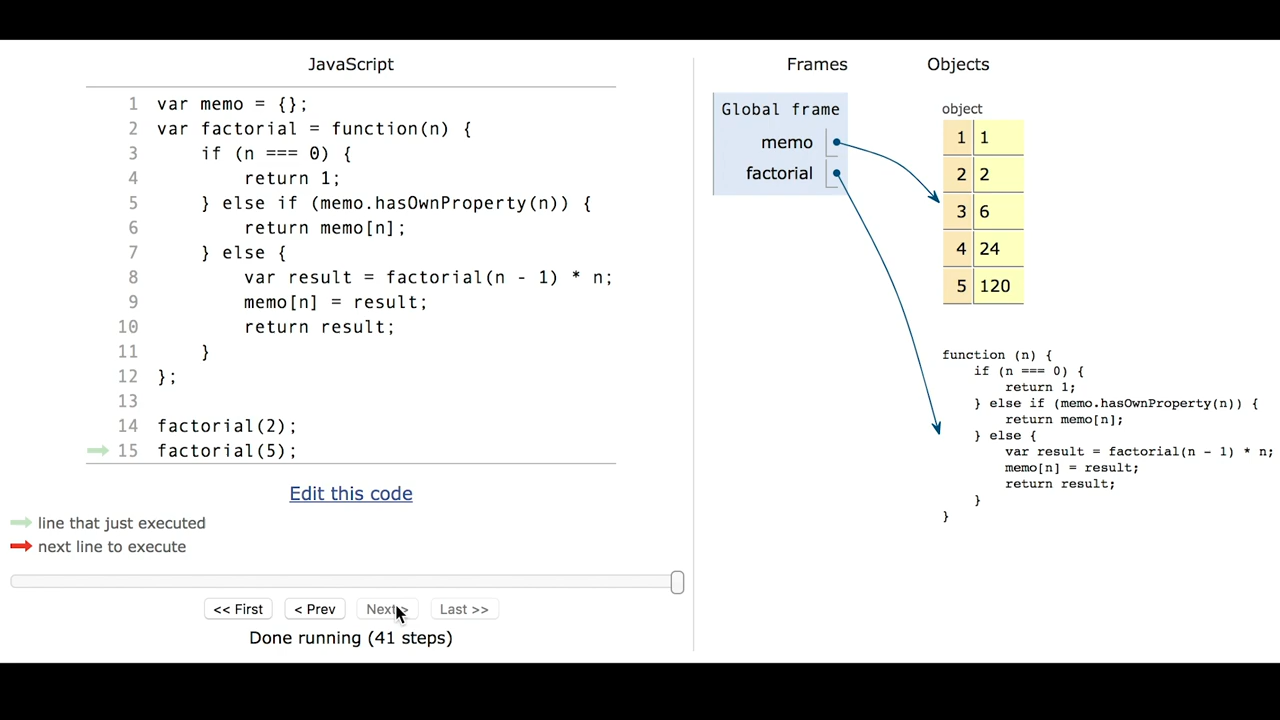 JavaScript
1 var memo = {};
2 var factorial = function(n) {
3 if (n === 0) {
4 return 1;
5 } else if (memo.hasOwnProperty(n)) {
6 return memo[n];
7 } else {
8 var result = factorial(n - 1) * n;
9 memo[n] = result;
10 return result;
11 }
12 };
13
14 factorial(2);
15 factorial(5);
Edit this code
line that just executed
next line to execute
<< First < Prev Next > Last >>
Done running (41 steps)
Frames Objects
Global frame
memo
factorial
object
1 1
2 2
3 6
4 24
5 120
function (n) {
if (n === 0) {
return 1;
} else if (memo.hasOwnProperty(n)) {
return memo[n];
} else {
var result = factorial(n - 1) * n;
memo[n] = result;
return result;
}
}